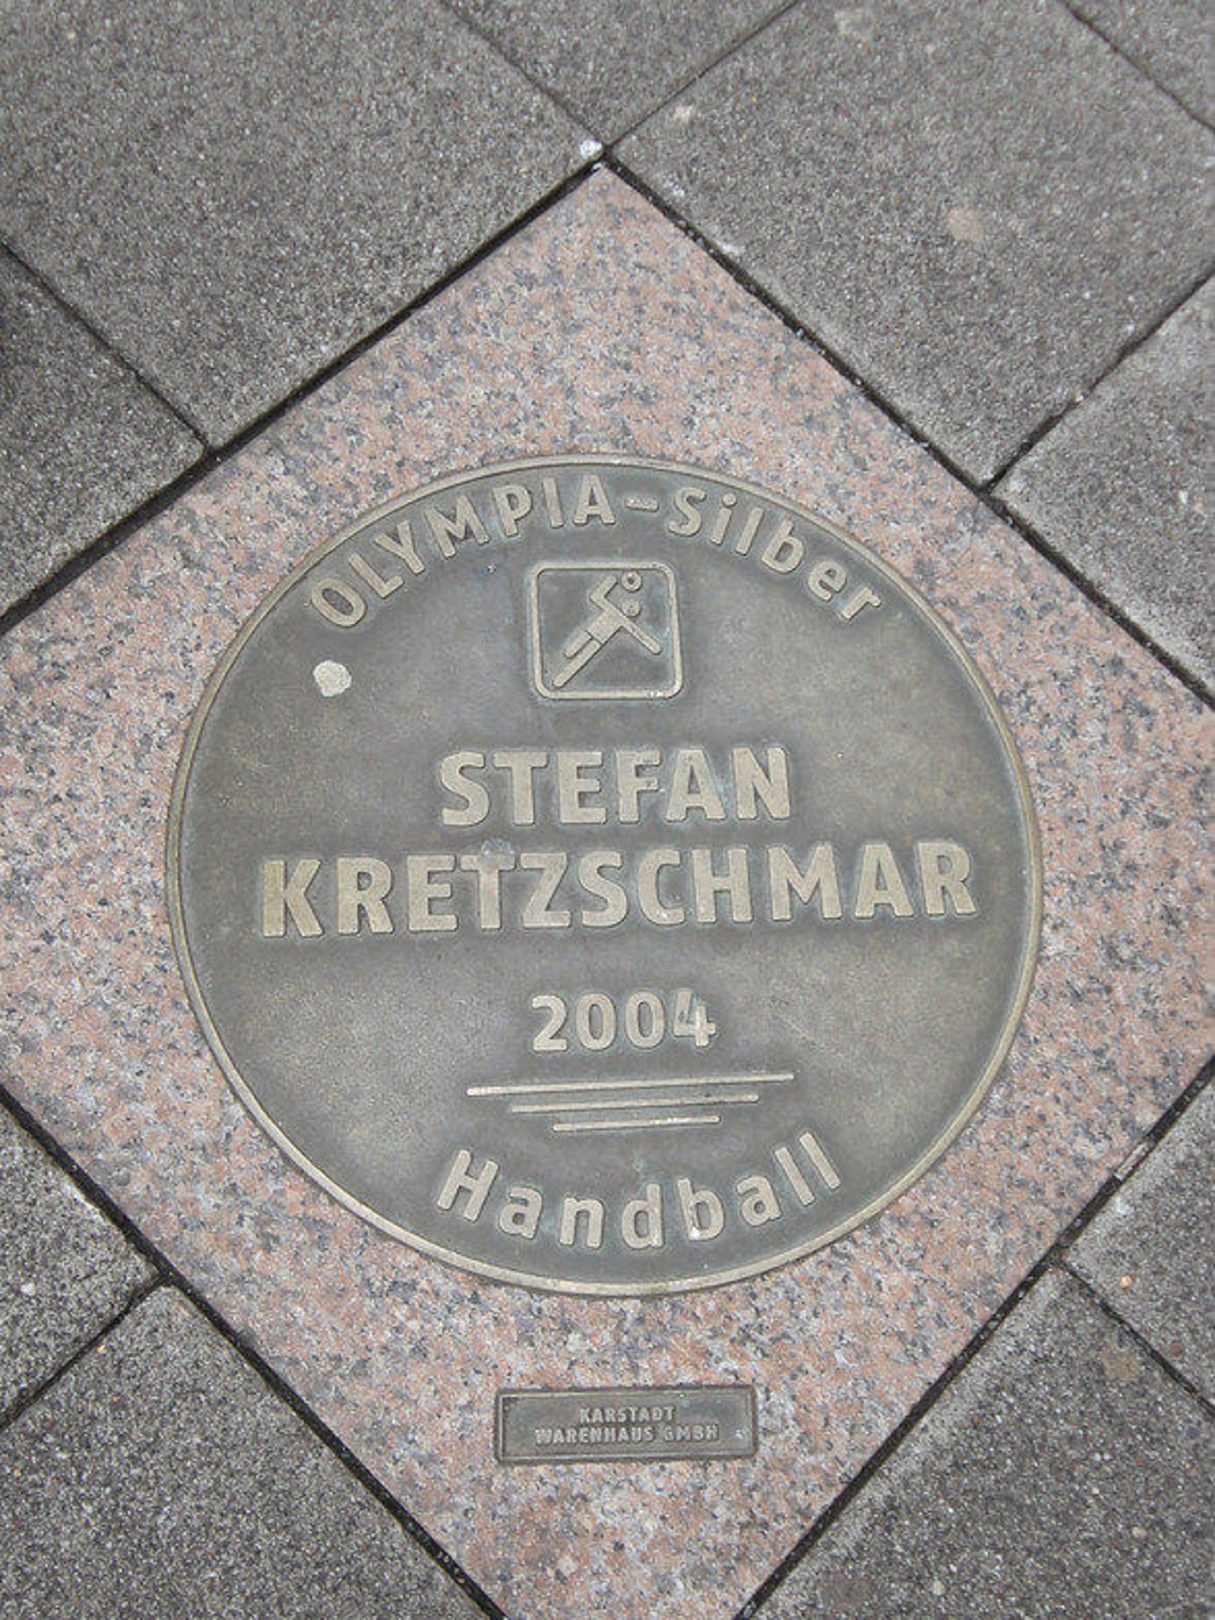 OLYMPIA-Silber
STEFAN
KRETZSCHMAR
2004
Handball
KARSTADT
WARENHAUS GMBH